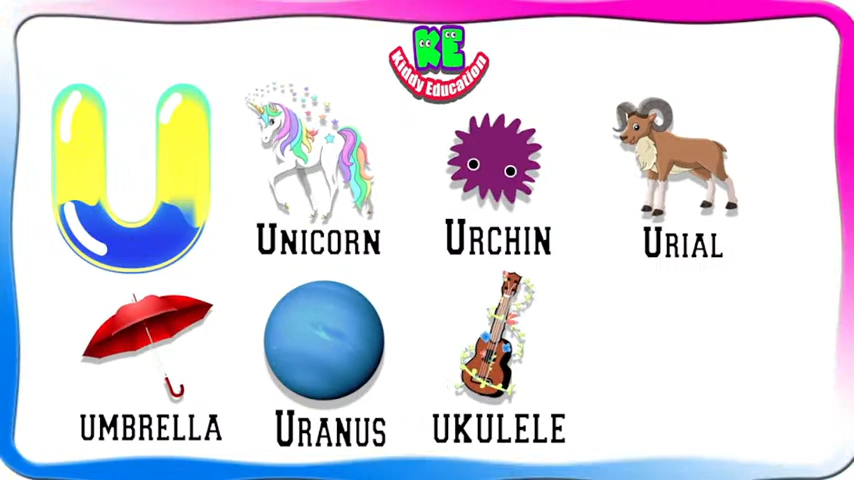 KE
Kiddy Education
U
Unicorn
Urchin
Urial
UMBRELLA
Uranus
UKULELE